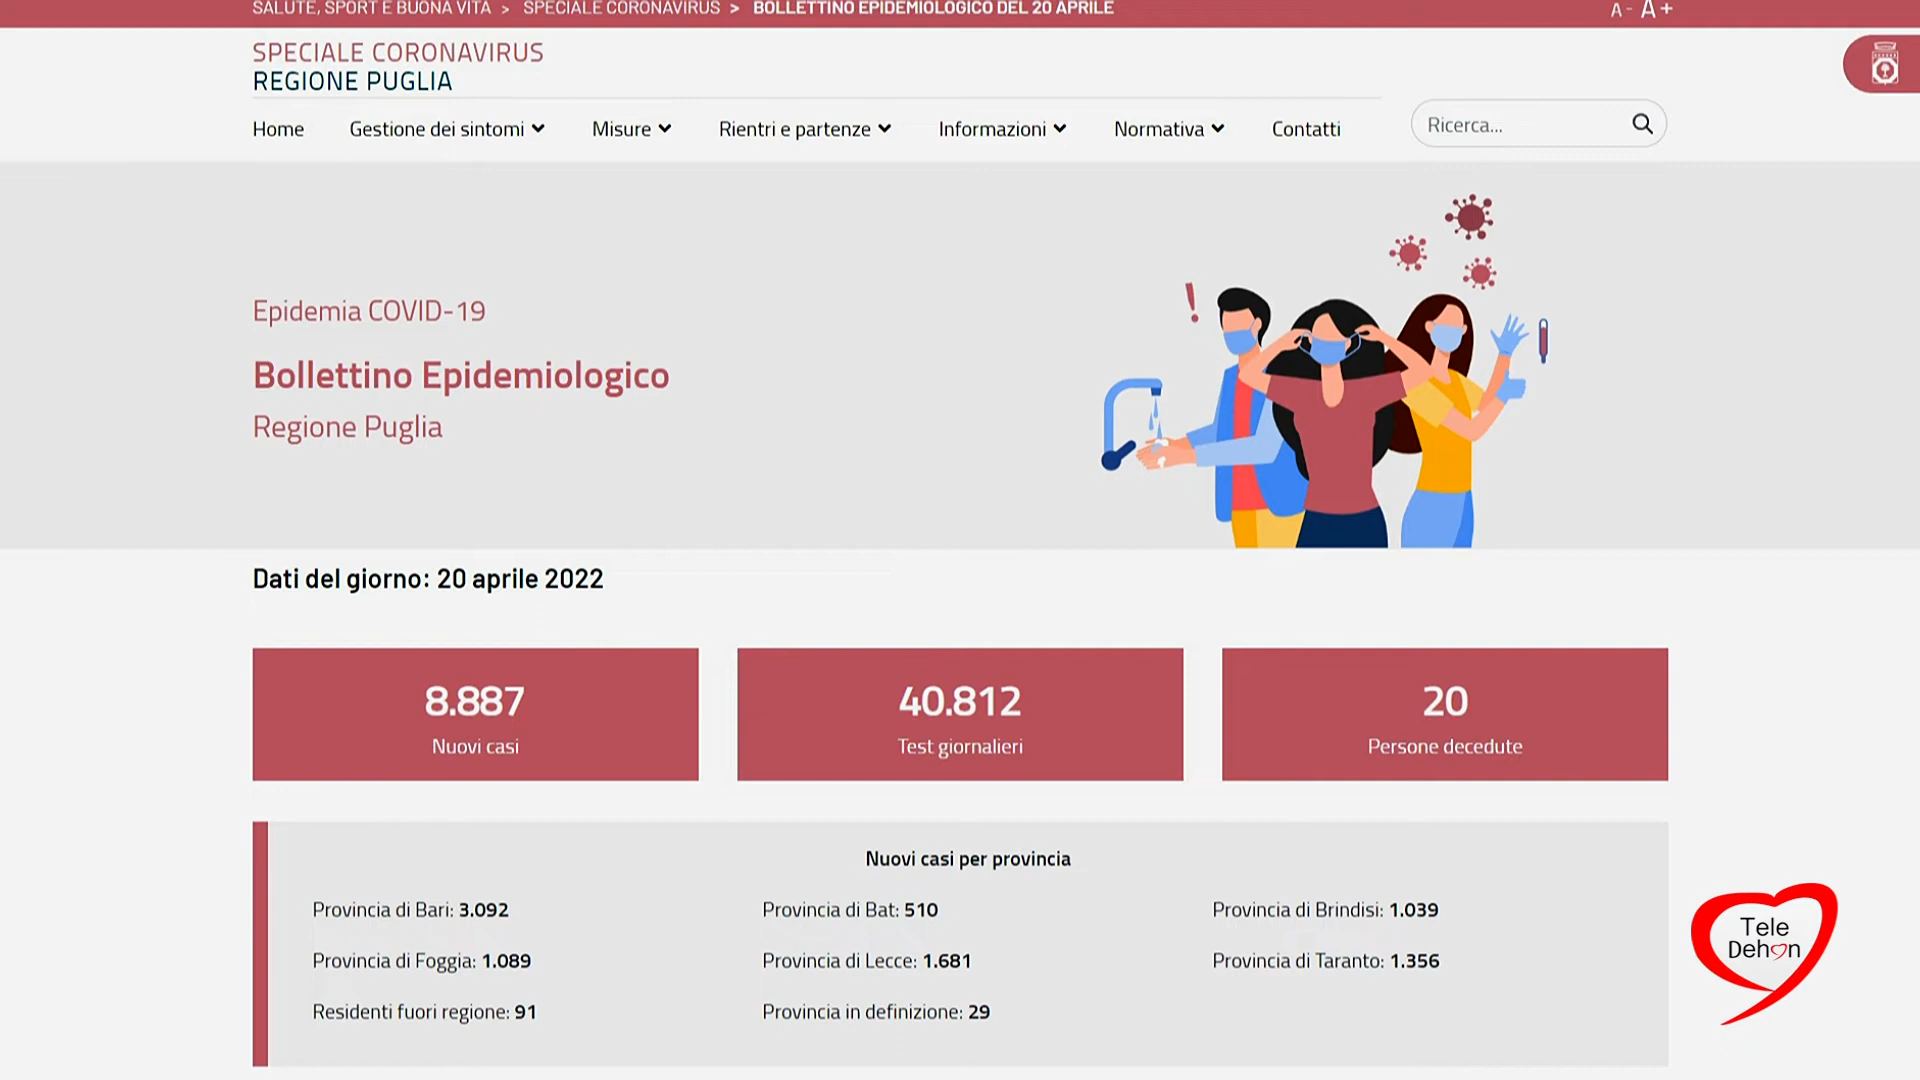 SALUTE, SPORT E BUONA VITA > SPECIALE CORONAVIRUS > BOLLETTINO EPIDEMIOLOGICO DEL 20 APRILE
A- A+
SPECIALE CORONAVIRUS
REGIONE PUGLIA
Home Gestione dei sintomi Misure Rientri e partenze Informazioni Normativa Contatti Ricerca...
Epidemia COVID-19
Bollettino Epidemiologico
Regione Puglia
Dati del giorno: 20 aprile 2022
8.887 40.812 20
Nuovi casi Test giornalieri Persone decedute
Nuovi casi per provincia
Provincia di Bari: 3.092 Provincia di Bat: 510 Provincia di Brindisi: 1.039
Provincia di Foggia: 1.089 Provincia di Lecce: 1.681 Provincia di Taranto: 1.356
Residenti fuori regione: 91 Provincia in definizione: 29
Tele
Dehon